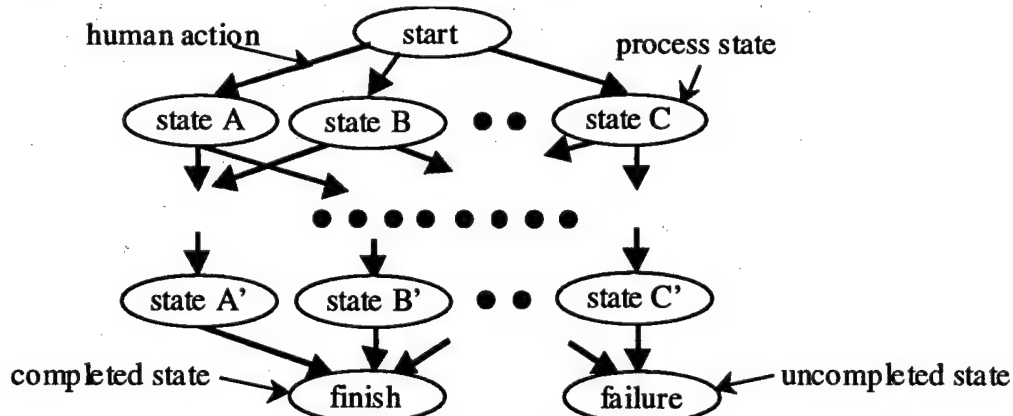 start
human action
process state
state A
state B
state C
state A’
state B’
state C’
completed state
finish
failure
uncompleted state